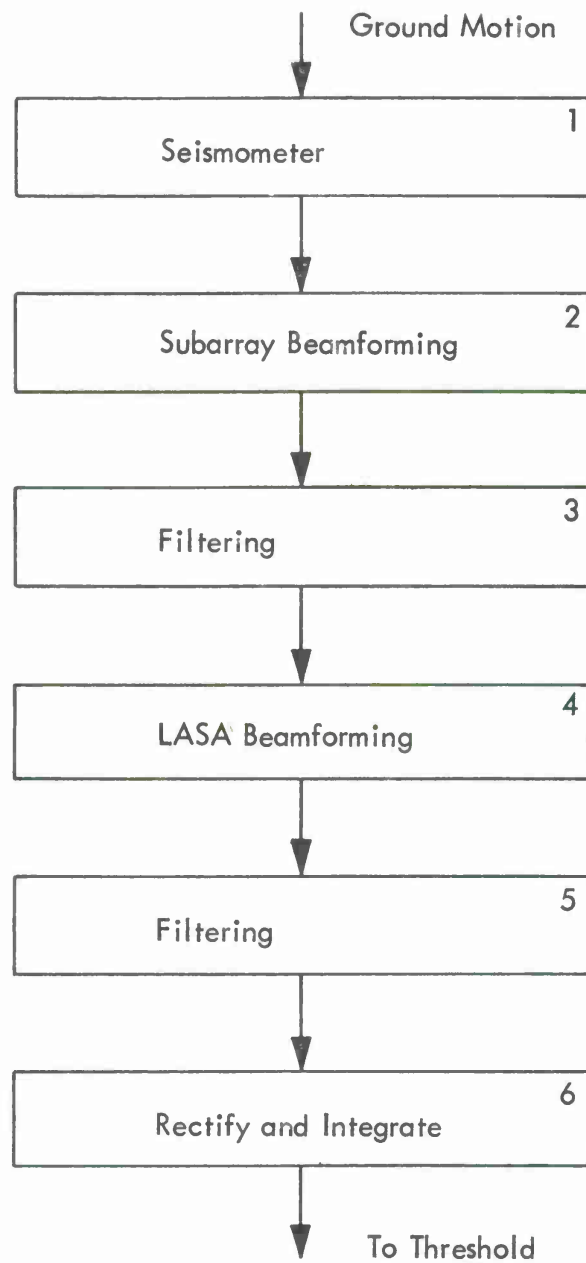 Ground Motion
1
Seismometer
2
Subarray Beamforming
3
Filtering
4
LASA Beamforming
5
Filtering
6
Rectify and Integrate
To Threshold